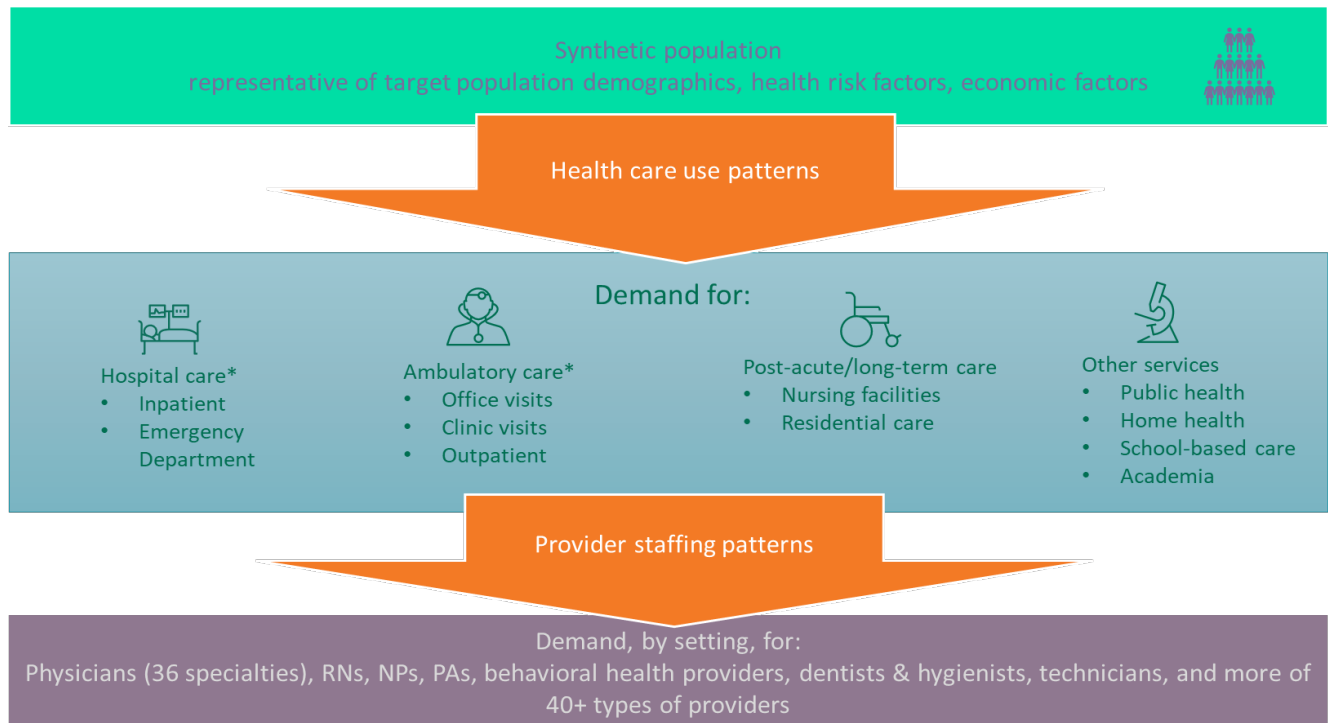 Synthetic population
representative of target population demographics, health risk factors, economic factors
Health care use patterns
Demand for:
Hospital care*
• Inpatient
• Emergency
Department
Ambulatory care*
• Office visits
• Clinic visits
• Outpatient
Post-acute/long-term care
• Nursing facilities
• Residential care
Other services
• Public health
• Home health
• School-based care
• Academia
Provider staffing patterns
Demand, by setting, for:
Physicians (36 specialties), RNs, NPs, PAs, behavioral health providers, dentists & hygienists, technicians, and more of
40+ types of providers